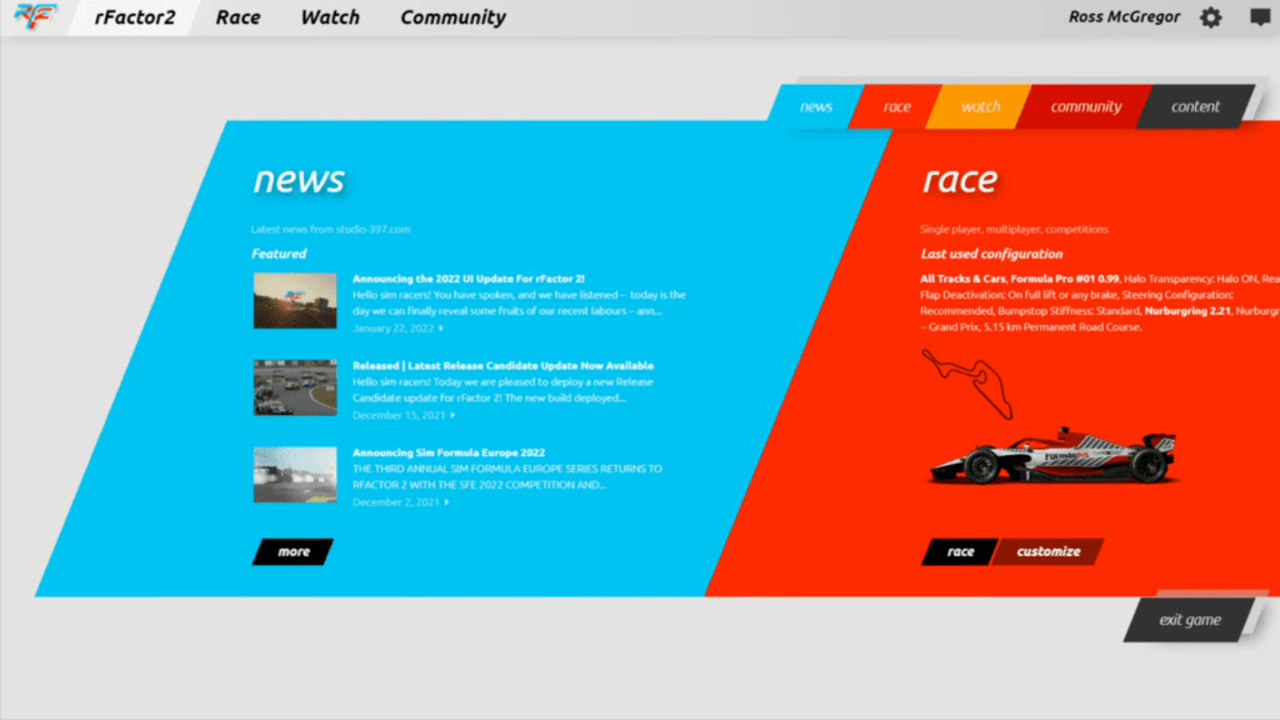 rFactor2
Race
Watch
Community
Ross McGregor
news
race
watch
community
content
news
Latest news from studio-397.com
Featured
Announcing the 2022 UI Update For rFactor 2!
Hello sim racers! You have spoken, and we have listened – today is the
day we can finally reveal some fruits of our recent labours – ann...
January 22, 2022
Released | Latest Release Candidate Update Now Available
Hello sim racers! Today we are pleased to deploy a new Release
Candidate update for rFactor 2! The new build deployed...
December 15, 2021
Announcing Sim Formula Europe 2022
THE THIRD ANNUAL SIM FORMULA EUROPE SERIES RETURNS TO
RFACTOR 2 WITH THE SFE 2022 COMPETITION AND...
December 2, 2021
more
race
Single player, multiplayer, competitions
Last used configuration
All Tracks & Cars, Formula Pro #01 0.99, Halo Transparency: Halo ON, Rea
Flap Deactivation: On full lift or any brake, Steering Configuration:
Recommended, Bumpstop Stiffness: Standard, Nurburgring 2.21, Nurburgr
– Grand Prix, 5.15 km Permanent Road Course.
race
customize
exit game